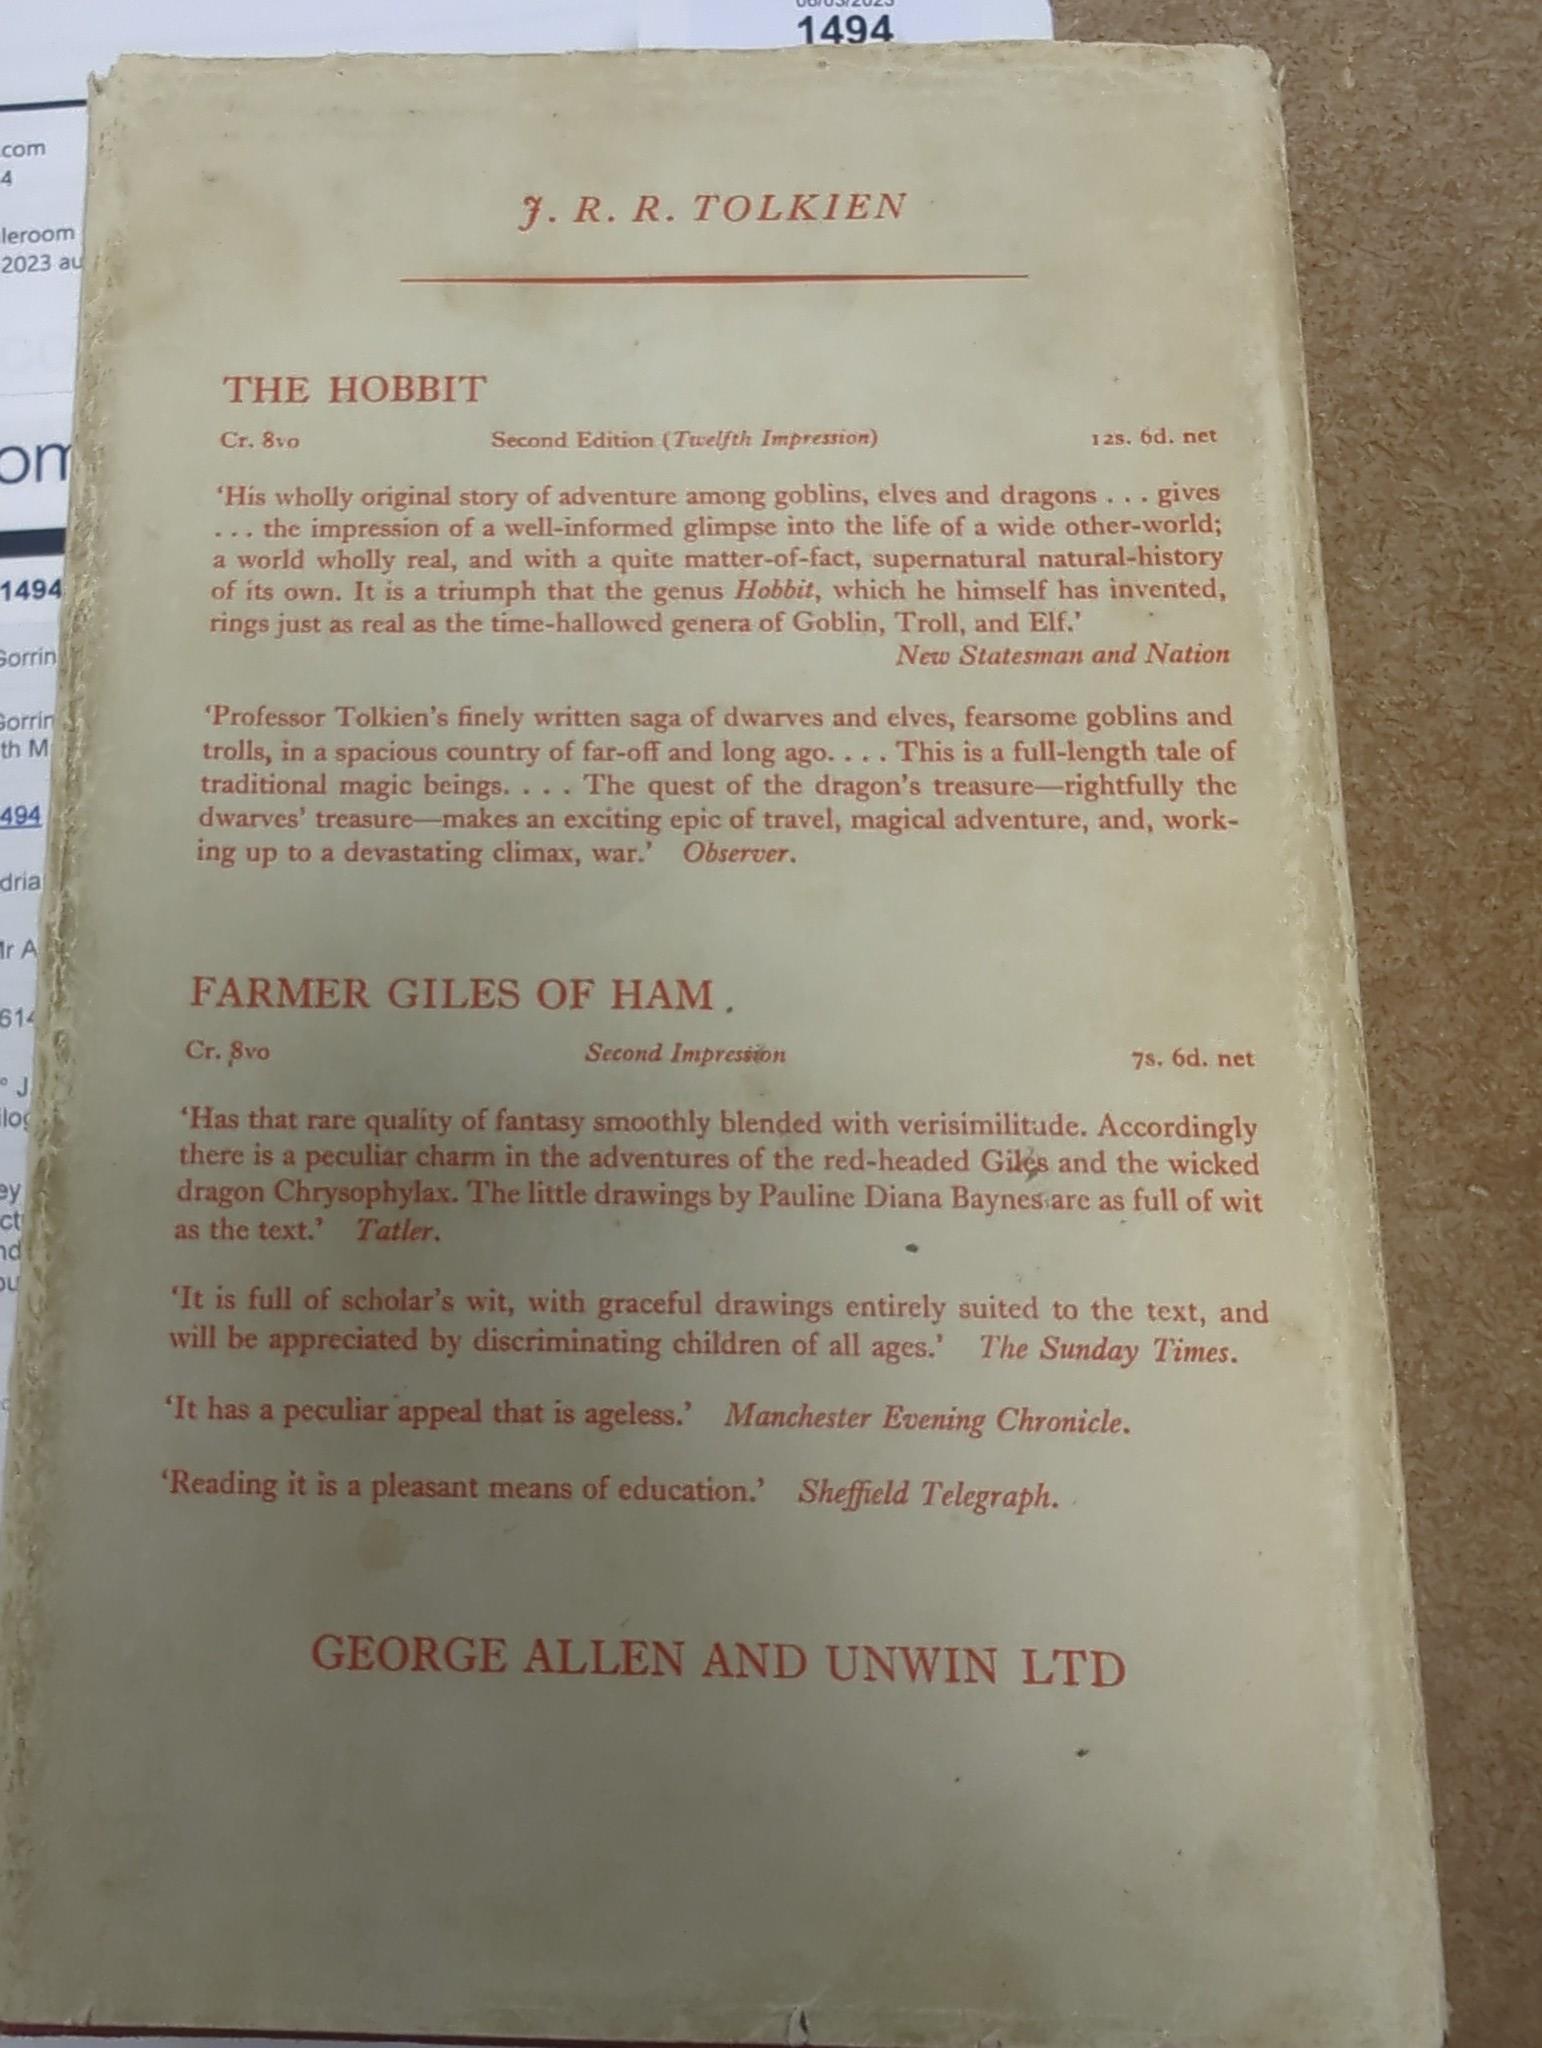 1494
.com
4
leroom
2023 au
om
1494
494
J. R. R. TOLKIEN
THE HOBBIT
Cr. 8vo Second Edition (Twelfth Impression) 12s. 6d. net
‘His wholly original story of adventure among goblins, elves and dragons . . . gives
. . . the impression of a well-informed glimpse into the life of a wide other-world;
a world wholly real, and with a quite matter-of-fact, supernatural natural-history
of its own. It is a triumph that the genus Hobbit, which he himself has invented,
rings just as real as the time-hallowed genera of Goblin, Troll, and Elf.’
New Statesman and Nation
‘Professor Tolkien’s finely written saga of dwarves and elves, fearsome goblins and
trolls, in a spacious country of far-off and long ago. . . . This is a full-length tale of
traditional magic beings. . . . The quest of the dragon’s treasure—rightfully the
dwarves’ treasure—makes an exciting epic of travel, magical adventure, and, work-
ing up to a devastating climax, war.’ Observer.
FARMER GILES OF HAM
Cr. 8vo Second Impression 7s. 6d. net
‘Has that rare quality of fantasy smoothly blended with verisimilitude. Accordingly
there is a peculiar charm in the adventures of the red-headed Giles and the wicked
dragon Chrysophylax. The little drawings by Pauline Diana Baynes are as full of wit
as the text.’ Tatler.
‘It is full of scholar’s wit, with graceful drawings entirely suited to the text, and
will be appreciated by discriminating children of all ages.’ The Sunday Times.
‘It has a peculiar appeal that is ageless.’ Manchester Evening Chronicle.
‘Reading it is a pleasant means of education.’ Sheffield Telegraph.
GEORGE ALLEN AND UNWIN LTD